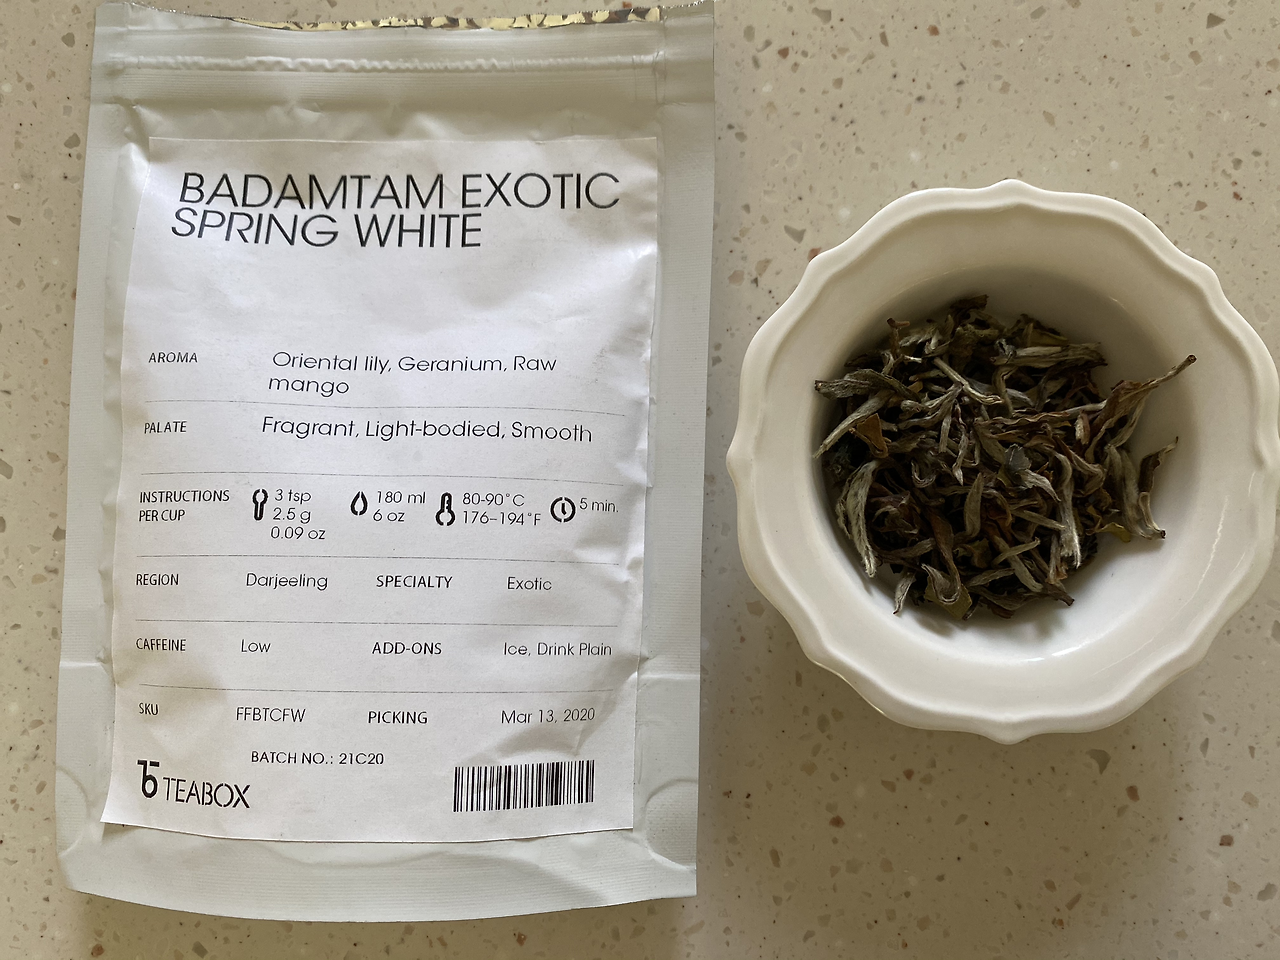 BADAMTAM EXOTIC
SPRING WHITE
AROMA Oriental lily, Geranium, Raw
mango
PALATE Fragrant, Light-bodied, Smooth
INSTRUCTIONS 3 tsp 180 ml 80-90°C 5 min.
PER CUP 2.5 g 6 oz 176-194°F
0.09 oz
REGION Darjeeling SPECIALTY Exotic
CAFFEINE Low ADD-ONS Ice, Drink Plain
SKU FFBTCFW PICKING Mar 13, 2020
BATCH NO.: 21C20
TEABOX